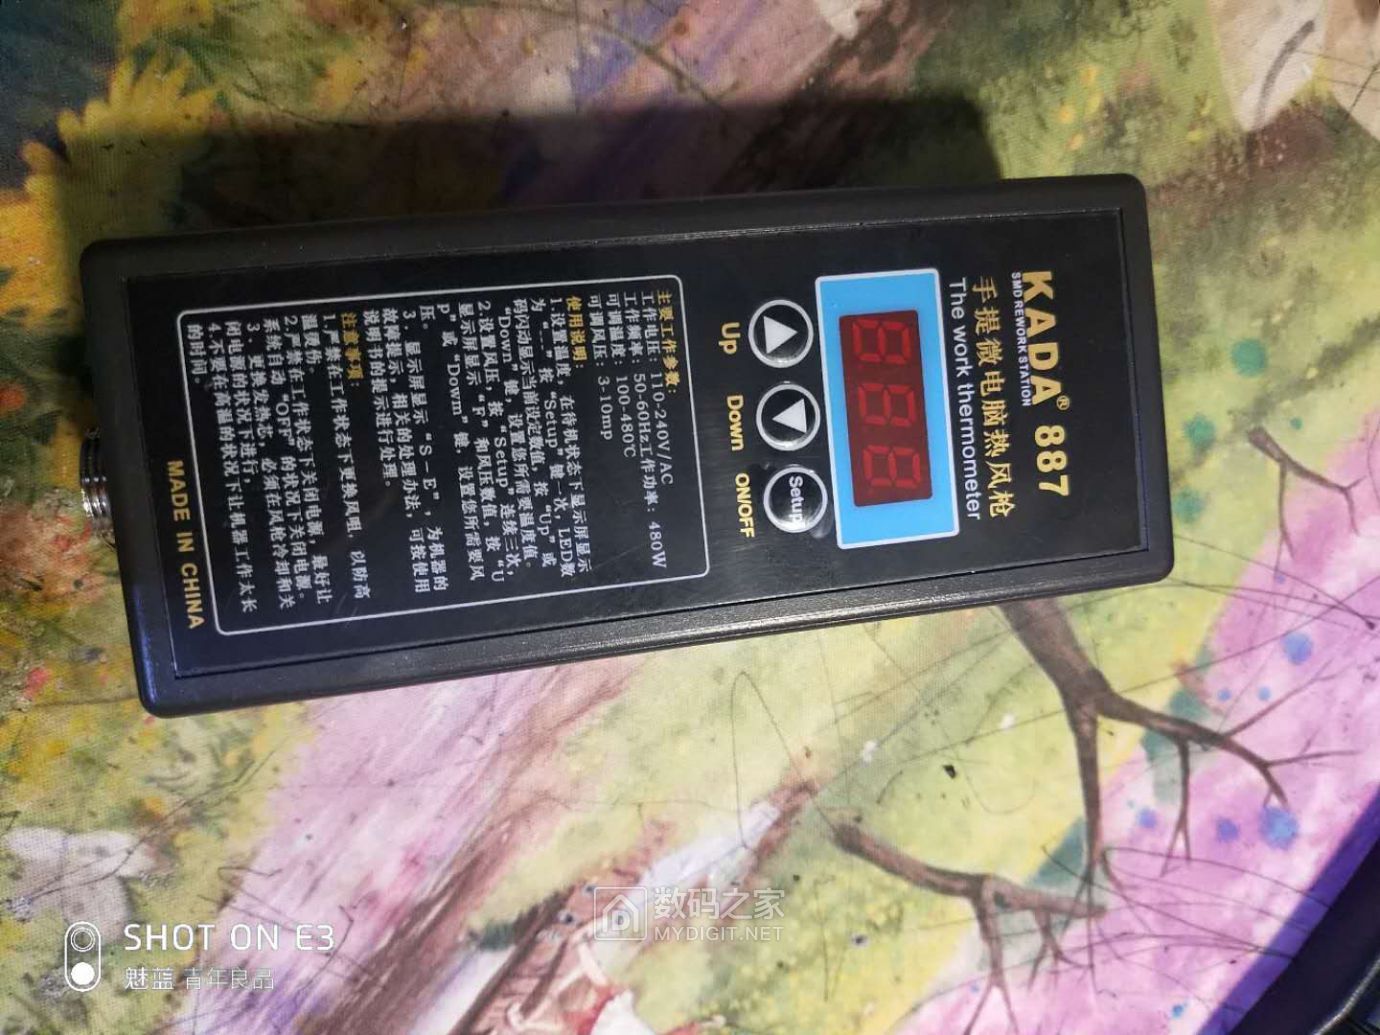 KADA® 887
SMD REWORK STATION
手提微电脑热风枪
The work thermometer
888
Up
Down
ON/OFF
Setup
主要工作参数：
工作电压：110-240V/AC
工作频率：50-60Hz工作功率：480W
可调温度：100-480℃
可调风压：3-10mp
使用说明：
1.设置温度，在待机状态下显示屏显示
为“---”按“Setup”键一次，LED数
码闪动显示当前设定数值，按“Up”或
“Down”键，设置您所需要温度值。
2.设置风压，按“Setup”连续三次，
显示屏显示“F”和风压数值，按“U
p”或“Dowm”键，设置您所需要风
压。
3、显示屏显示“S－E”，为机器的
故障提示，相关的处理办法，可按使用
说明书的提示进行处理。
注意事项：
1.严禁在工作状态下更换风咀，以防高
温烫伤。
2.严禁在工作状态下关闭电源，最好让
系统自动“OFF”的状况下关闭电源。
3、更换发热芯，必须在风枪冷却和关
闭电源的状况下进行。
4.不要在高温的状况下让机器工作太长
的时间。
MADE IN CHINA
数码之家
MYDIGIT.NET
SHOT ON E3
魅蓝 青年良品